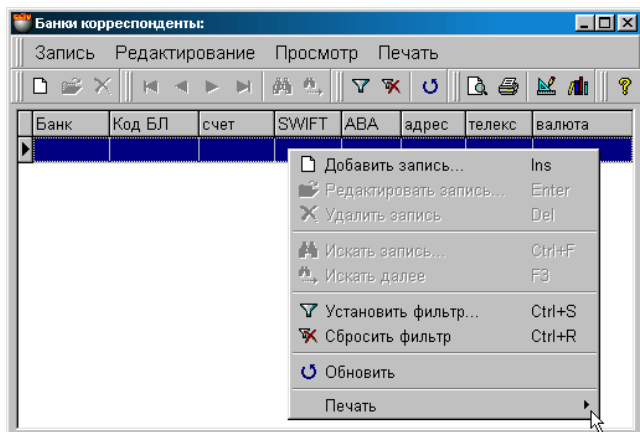 Банки корреспонденты:
Запись Редактирование Просмотр Печать
Банк Код БЛ счет SWIFT ABA адрес телекс валюта
Добавить запись... Ins
Редактировать запись... Enter
Удалить запись Del
Искать запись... Ctrl+F
Искать далее F3
Установить фильтр... Ctrl+S
Сбросить фильтр Ctrl+R
Обновить
Печать